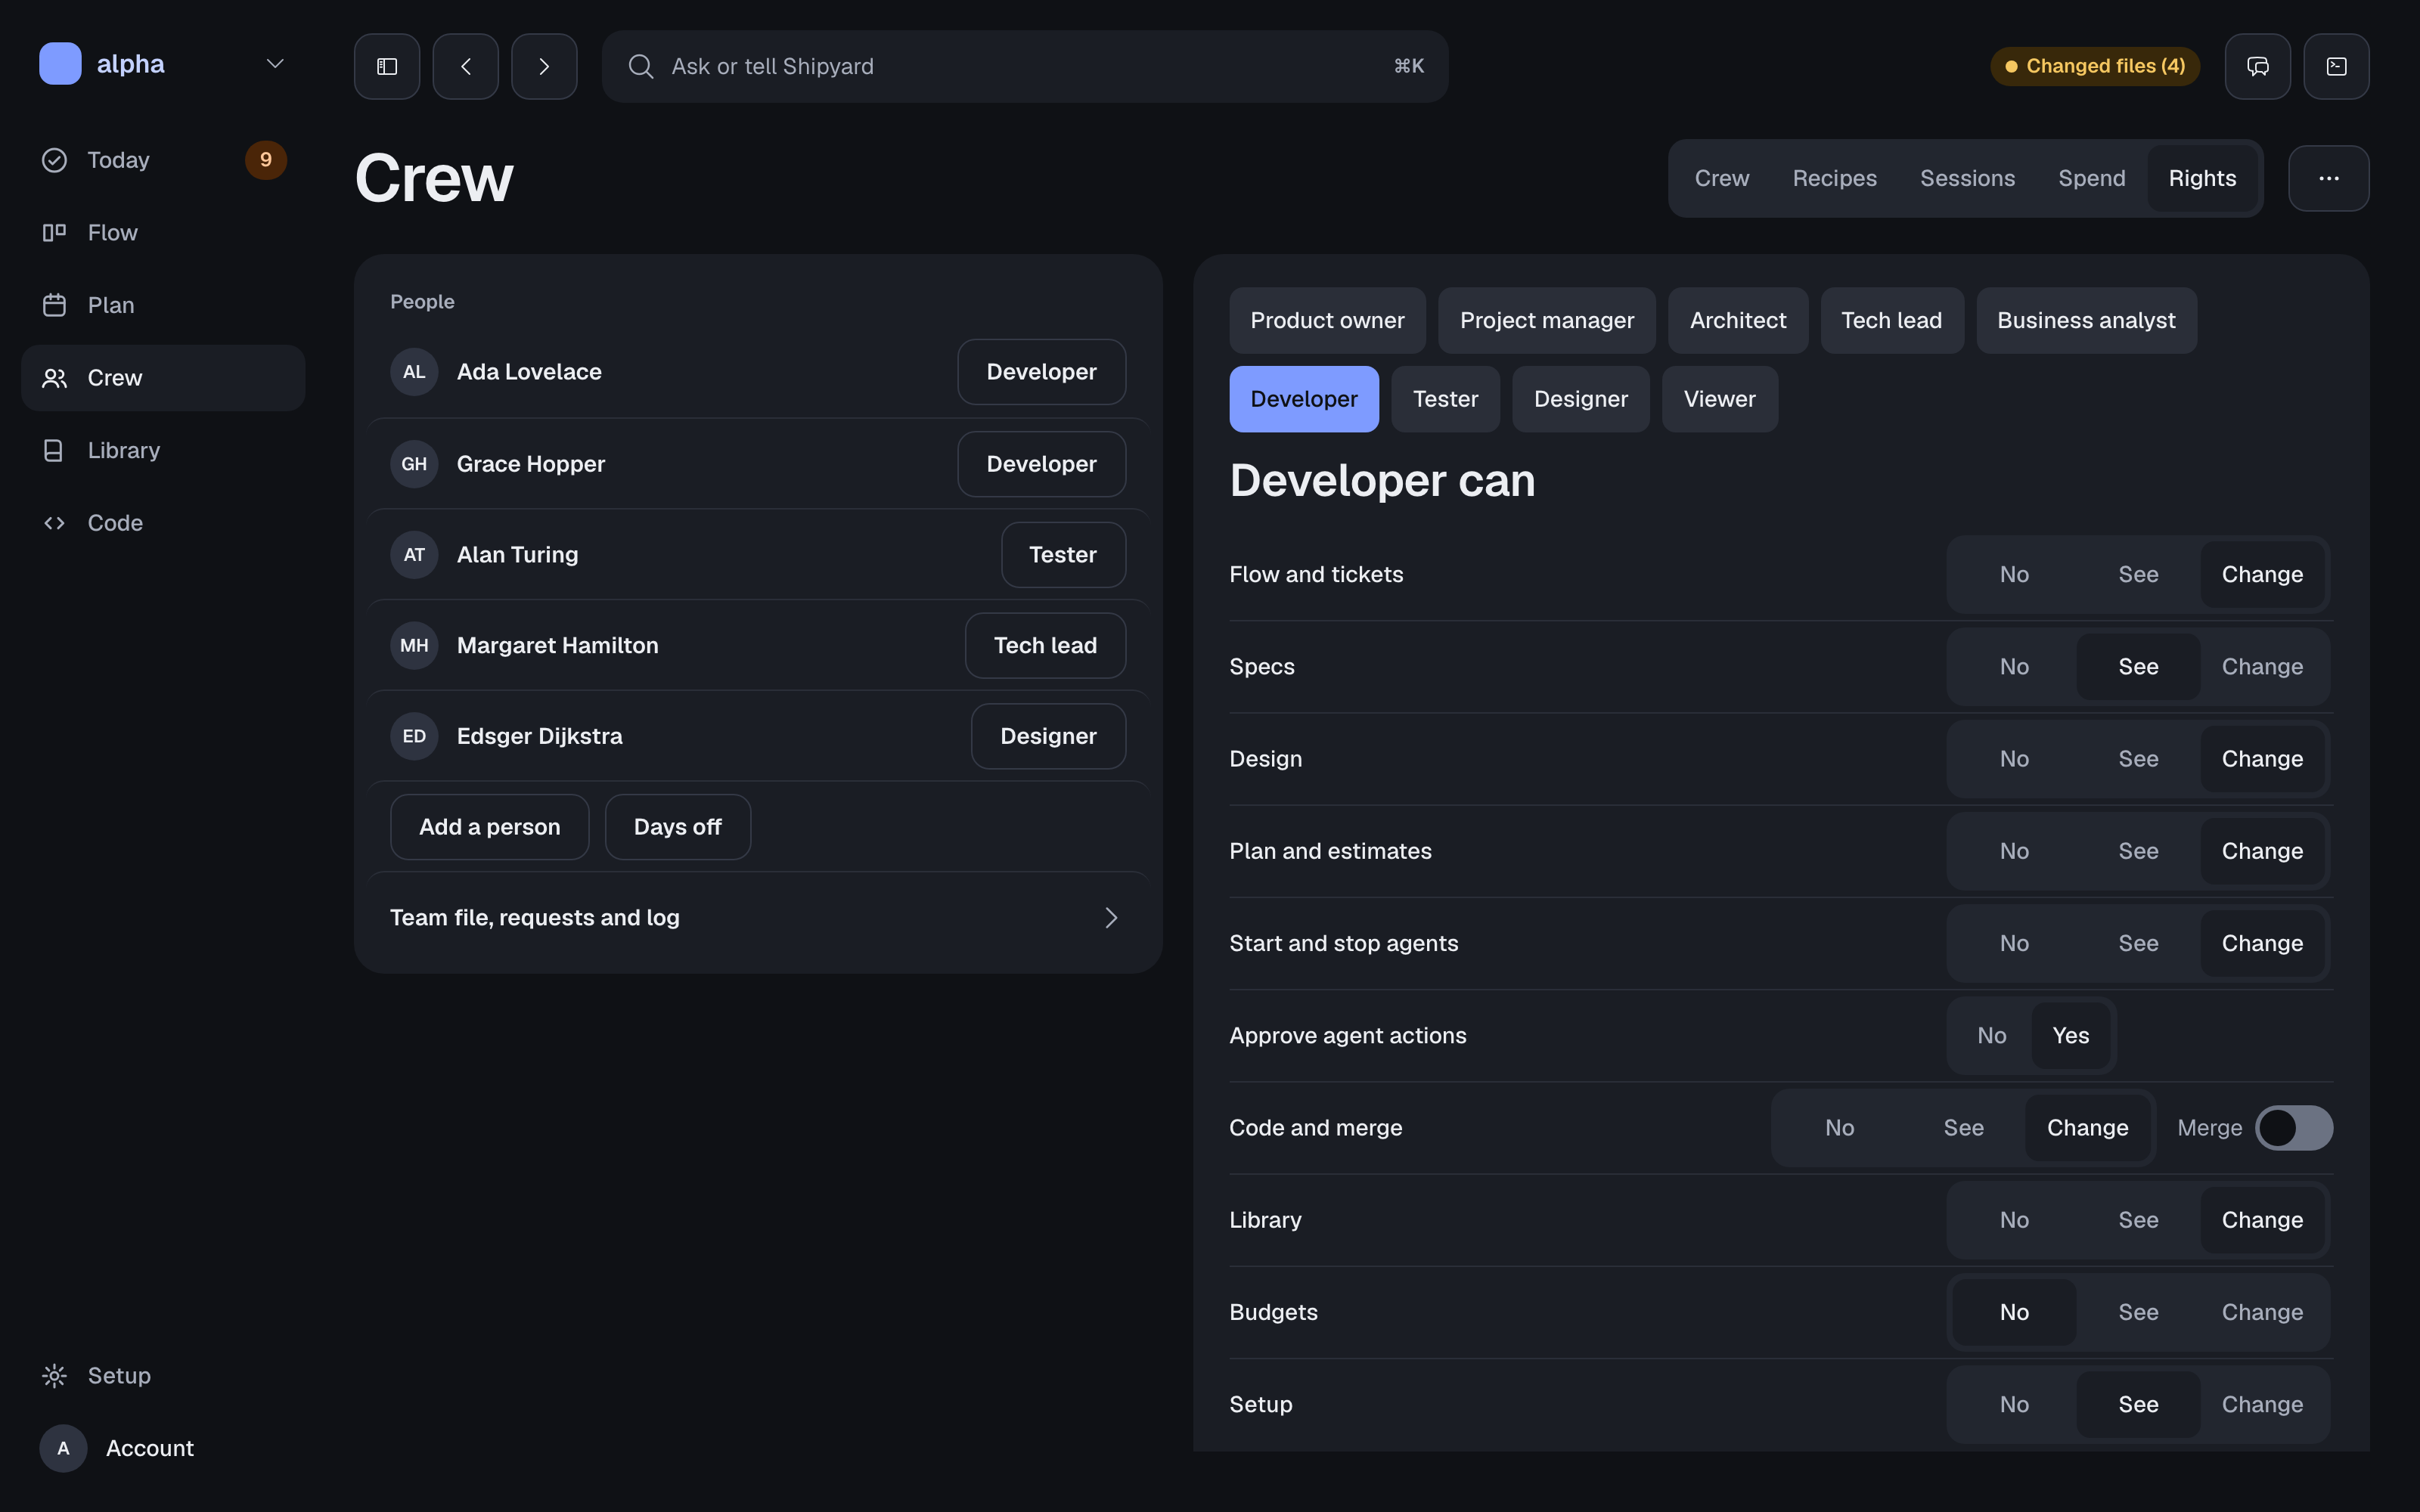 alpha
Ask or tell Shipyard ⌘K
Changed files (4)
Today 9
Flow
Plan
Crew
Library
Code
Setup
A Account
Crew
Crew Recipes Sessions Spend Rights
People
AL Ada Lovelace Developer
GH Grace Hopper Developer
AT Alan Turing Tester
MH Margaret Hamilton Tech lead
ED Edsger Dijkstra Designer
Add a person Days off
Team file, requests and log
Product owner Project manager Architect Tech lead Business analyst
Developer Tester Designer Viewer
Developer can
Flow and tickets No See Change
Specs No See Change
Design No See Change
Plan and estimates No See Change
Start and stop agents No See Change
Approve agent actions No Yes
Code and merge No See Change Merge
Library No See Change
Budgets No See Change
Setup No See Change